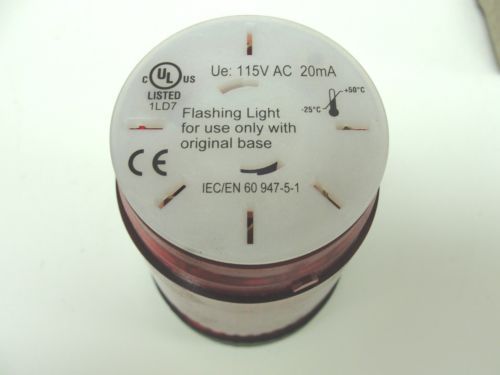 C UL US
LISTED
1LD7
Ue: 115V AC 20mA
+50°C
-25°C
Flashing Light
for use only with
original base
CE
IEC/EN 60 947-5-1